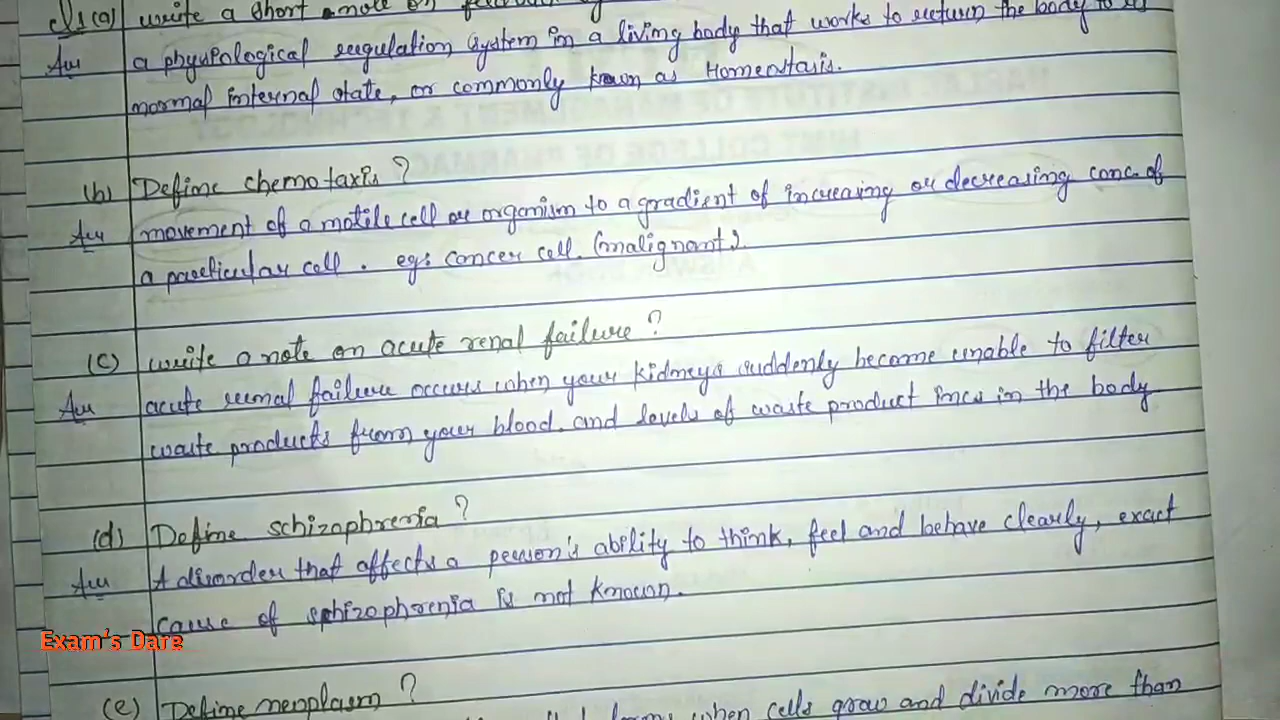 Q1 (a) write a short note on
Ans a physiological regulation system in a living body that works to return the body to its
normal internal state, or commonly known as Homeostasis.
(b) Define chemotaxis ?
Ans movement of a motile cell or organism to a gradient of increasing or decreasing conc. of
a particular cell. eg: concer cell. (malignant).
(c) write a note on acute renal failure ?
Ans acute reenal failure occurs when your kidneys suddenly become unable to filter
waste products from your blood. and levels of waste product incs in the body
(d) Define schizophrenia ?
Ans A disorder that affects a person's ability to think, feel and behave clearly, exact
cause of sphizophrenia is not known.
Exam's Dare
(e) Define neoplasm ?
when cells grow and divide more than